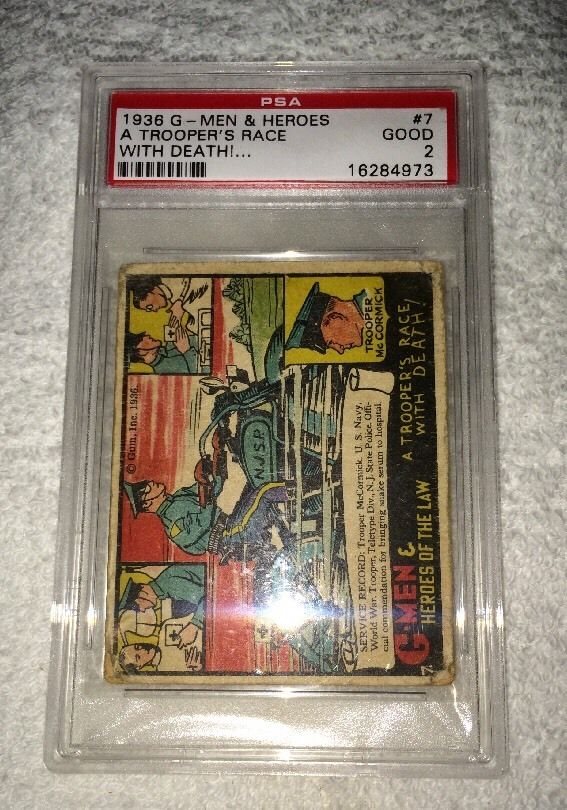 PSA
1936 G-MEN & HEROES #7
A TROOPER'S RACE GOOD
WITH DEATH!... 2
16284973
© Gum, Inc. 1936.
N.J.S.P.
TROOPER
McCORMICK
SERVICE RECORD: Trooper McCormick. U. S. Navy,
World War. Trooper, Teletype Div., N.J. State Police. Offi-
cial commendation for bringing snake serum to hospital.
7.
G-MEN &
HEROES OF THE LAW
A TROOPER'S RACE,
WITH DEATH!